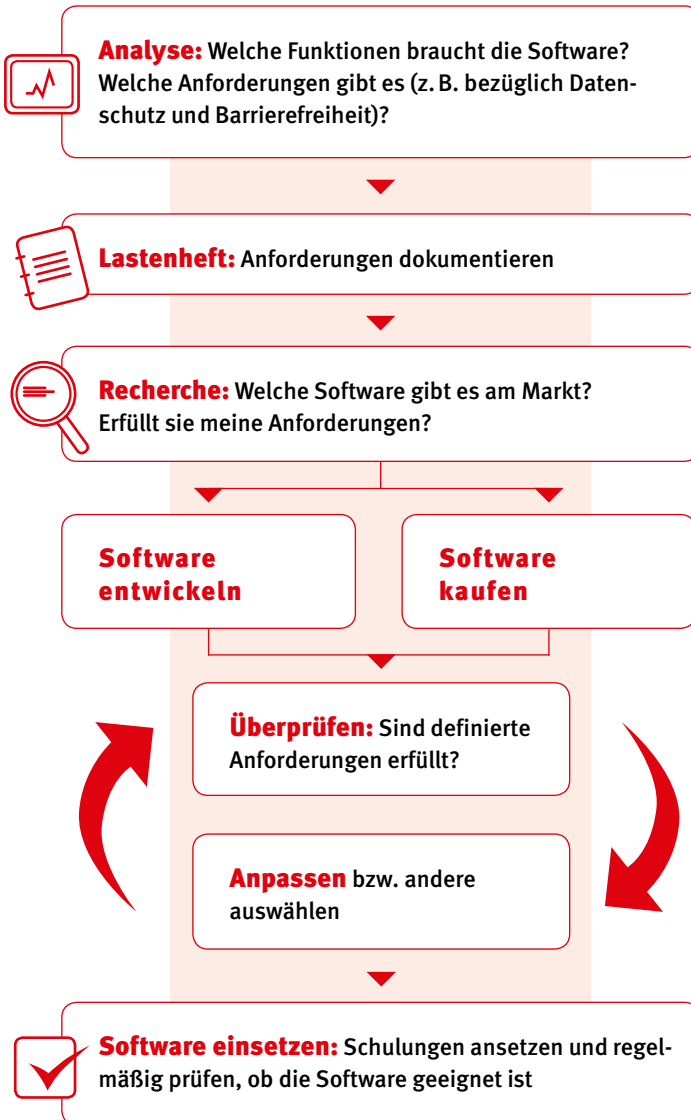 Analyse: Welche Funktionen braucht die Software?
Welche Anforderungen gibt es (z. B. bezüglich Daten-
schutz und Barrierefreiheit)?
Lastenheft: Anforderungen dokumentieren
Recherche: Welche Software gibt es am Markt?
Erfüllt sie meine Anforderungen?
Software
entwickeln
Software
kaufen
Überprüfen: Sind definierte
Anforderungen erfüllt?
Anpassen bzw. andere
auswählen
Software einsetzen: Schulungen ansetzen und regel-
mäßig prüfen, ob die Software geeignet ist